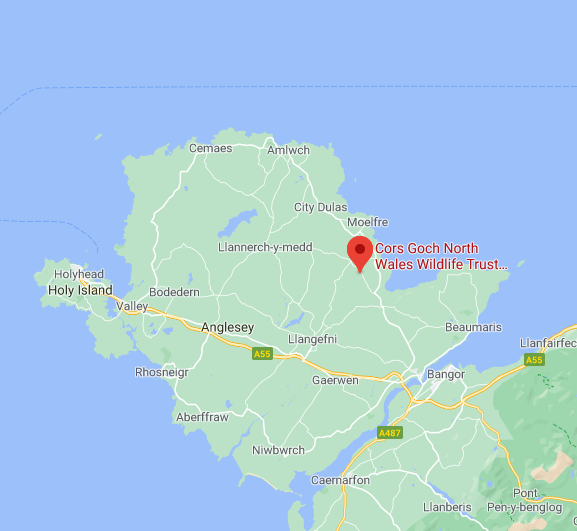 Cemaes
Amlwch
City Dulas
Moelfre
Llannerch-y-medd
Cors Goch North
Wales Wildlife Trust...
Holyhead
Holy Island
Valley
Bodedern
Anglesey
Llangefni
Beaumaris
Llanfairfec
A55
A55
Rhosneigr
Gaerwen
Bangor
Aberffraw
A487
Niwbwrch
Caernarfon
Llanberis
Pont
Pen-y-benglog